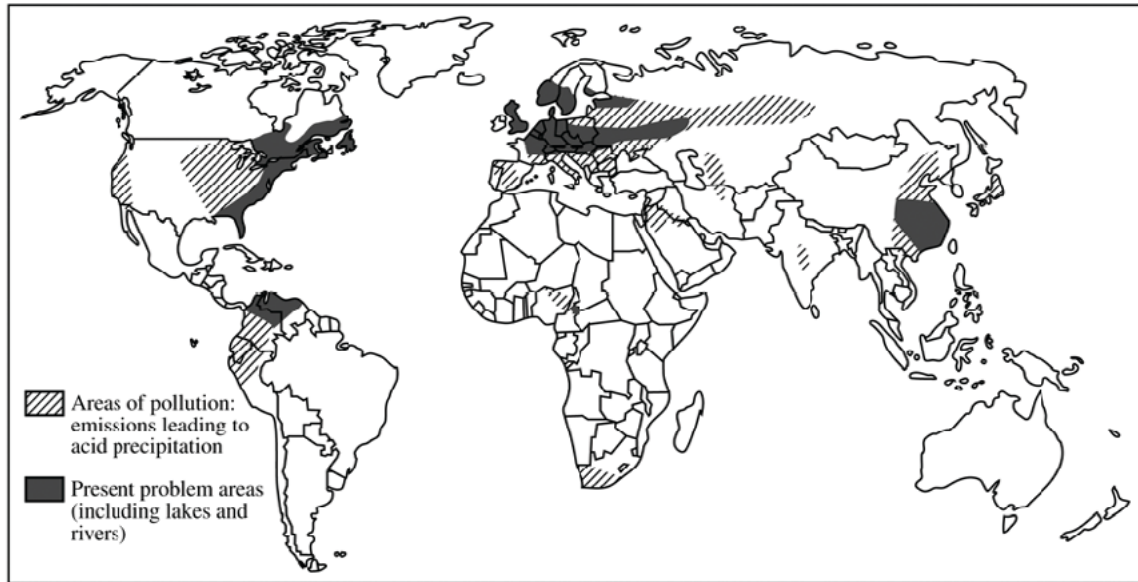 Areas of pollution:
emissions leading to
acid precipitation
Present problem areas
(including lakes and
rivers)